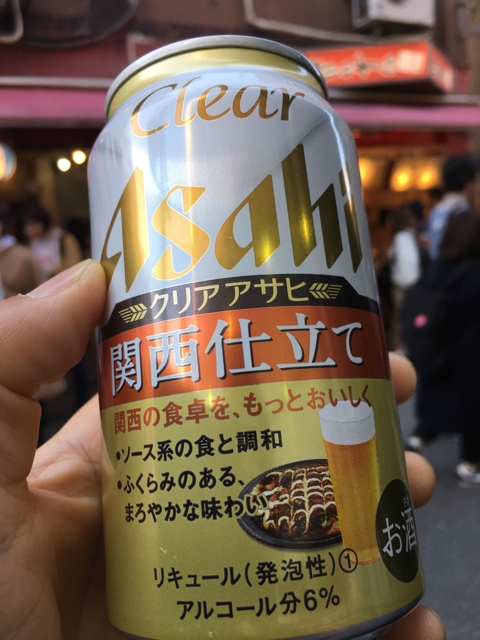 Clear
Asahi
クリアアサヒ
関西仕立て
関西の食卓を、もっとおいしく
•ソース系の食と調和
•ふくらみのある、
まろやかな味わい
お酒
リキュール(発泡性)①
アルコール分6%